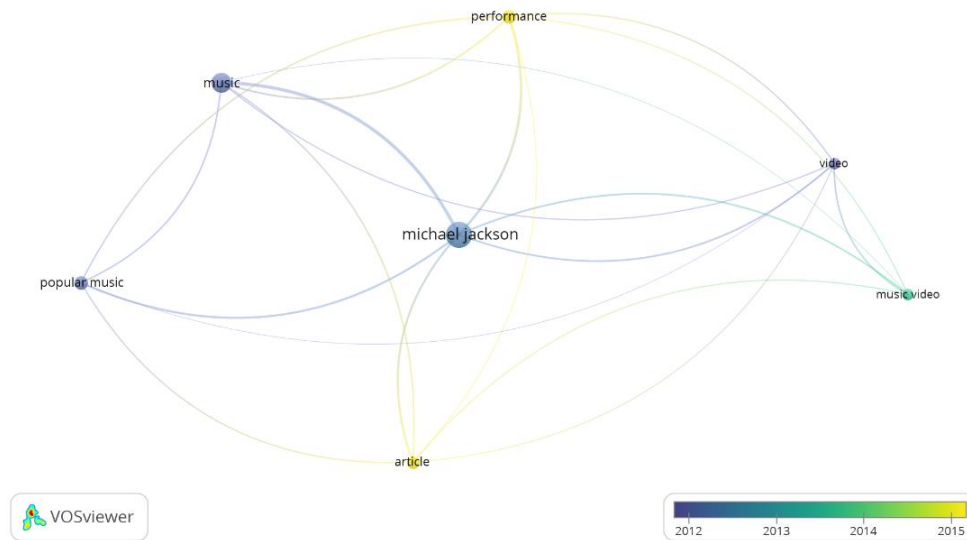 performance
music
video
michael jackson
popular music
music video
article
VOSviewer
2012 2013 2014 2015